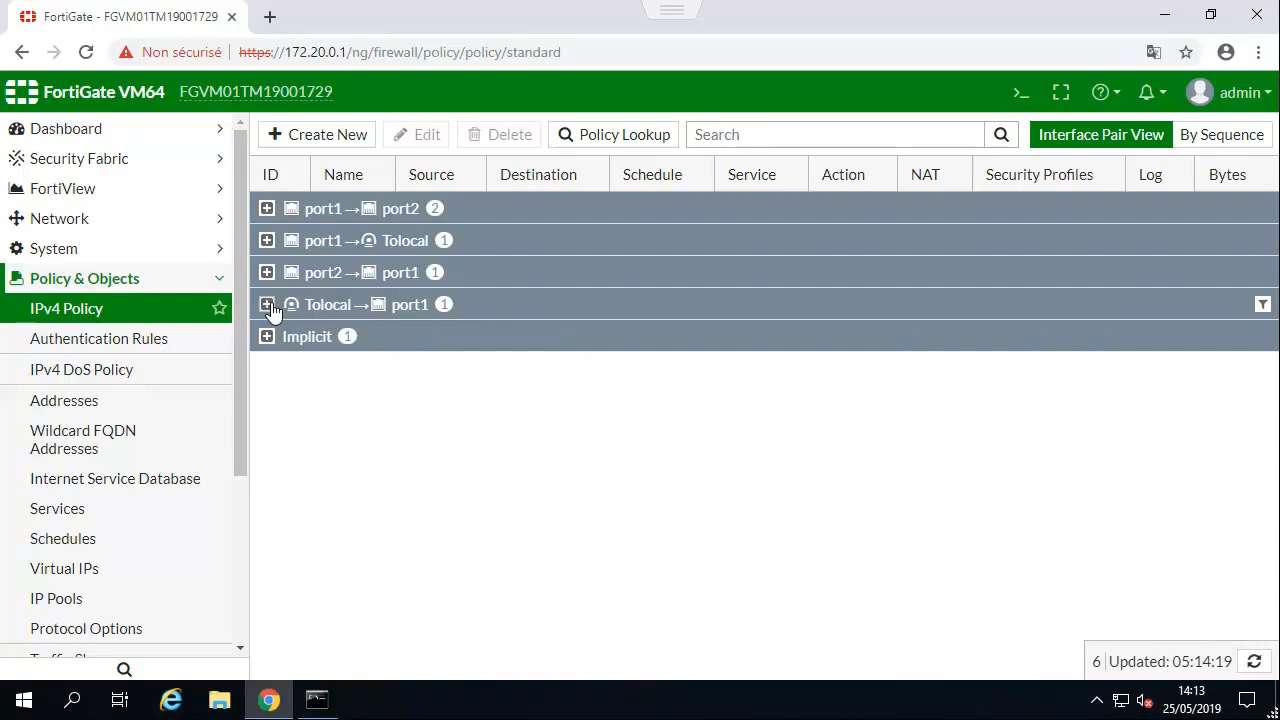 FortiGate - FGVM01TM19001729
Non sécurisé https://172.20.0.1/ng/firewall/policy/policy/standard
FortiGate VM64 FGVM01TM19001729 admin
Dashboard
Security Fabric
FortiView
Network
System
Policy & Objects
IPv4 Policy
Authentication Rules
IPv4 DoS Policy
Addresses
Wildcard FQDN
Addresses
Internet Service Database
Services
Schedules
Virtual IPs
IP Pools
Protocol Options
Create New Edit Delete Policy Lookup Search Interface Pair View By Sequence
ID Name Source Destination Schedule Service Action NAT Security Profiles Log Bytes
port1 → port2 2
port1 → Tolocal 1
port2 → port1 1
Tolocal → port1 1
Implicit 1
6 Updated: 05:14:19
25/05/2019